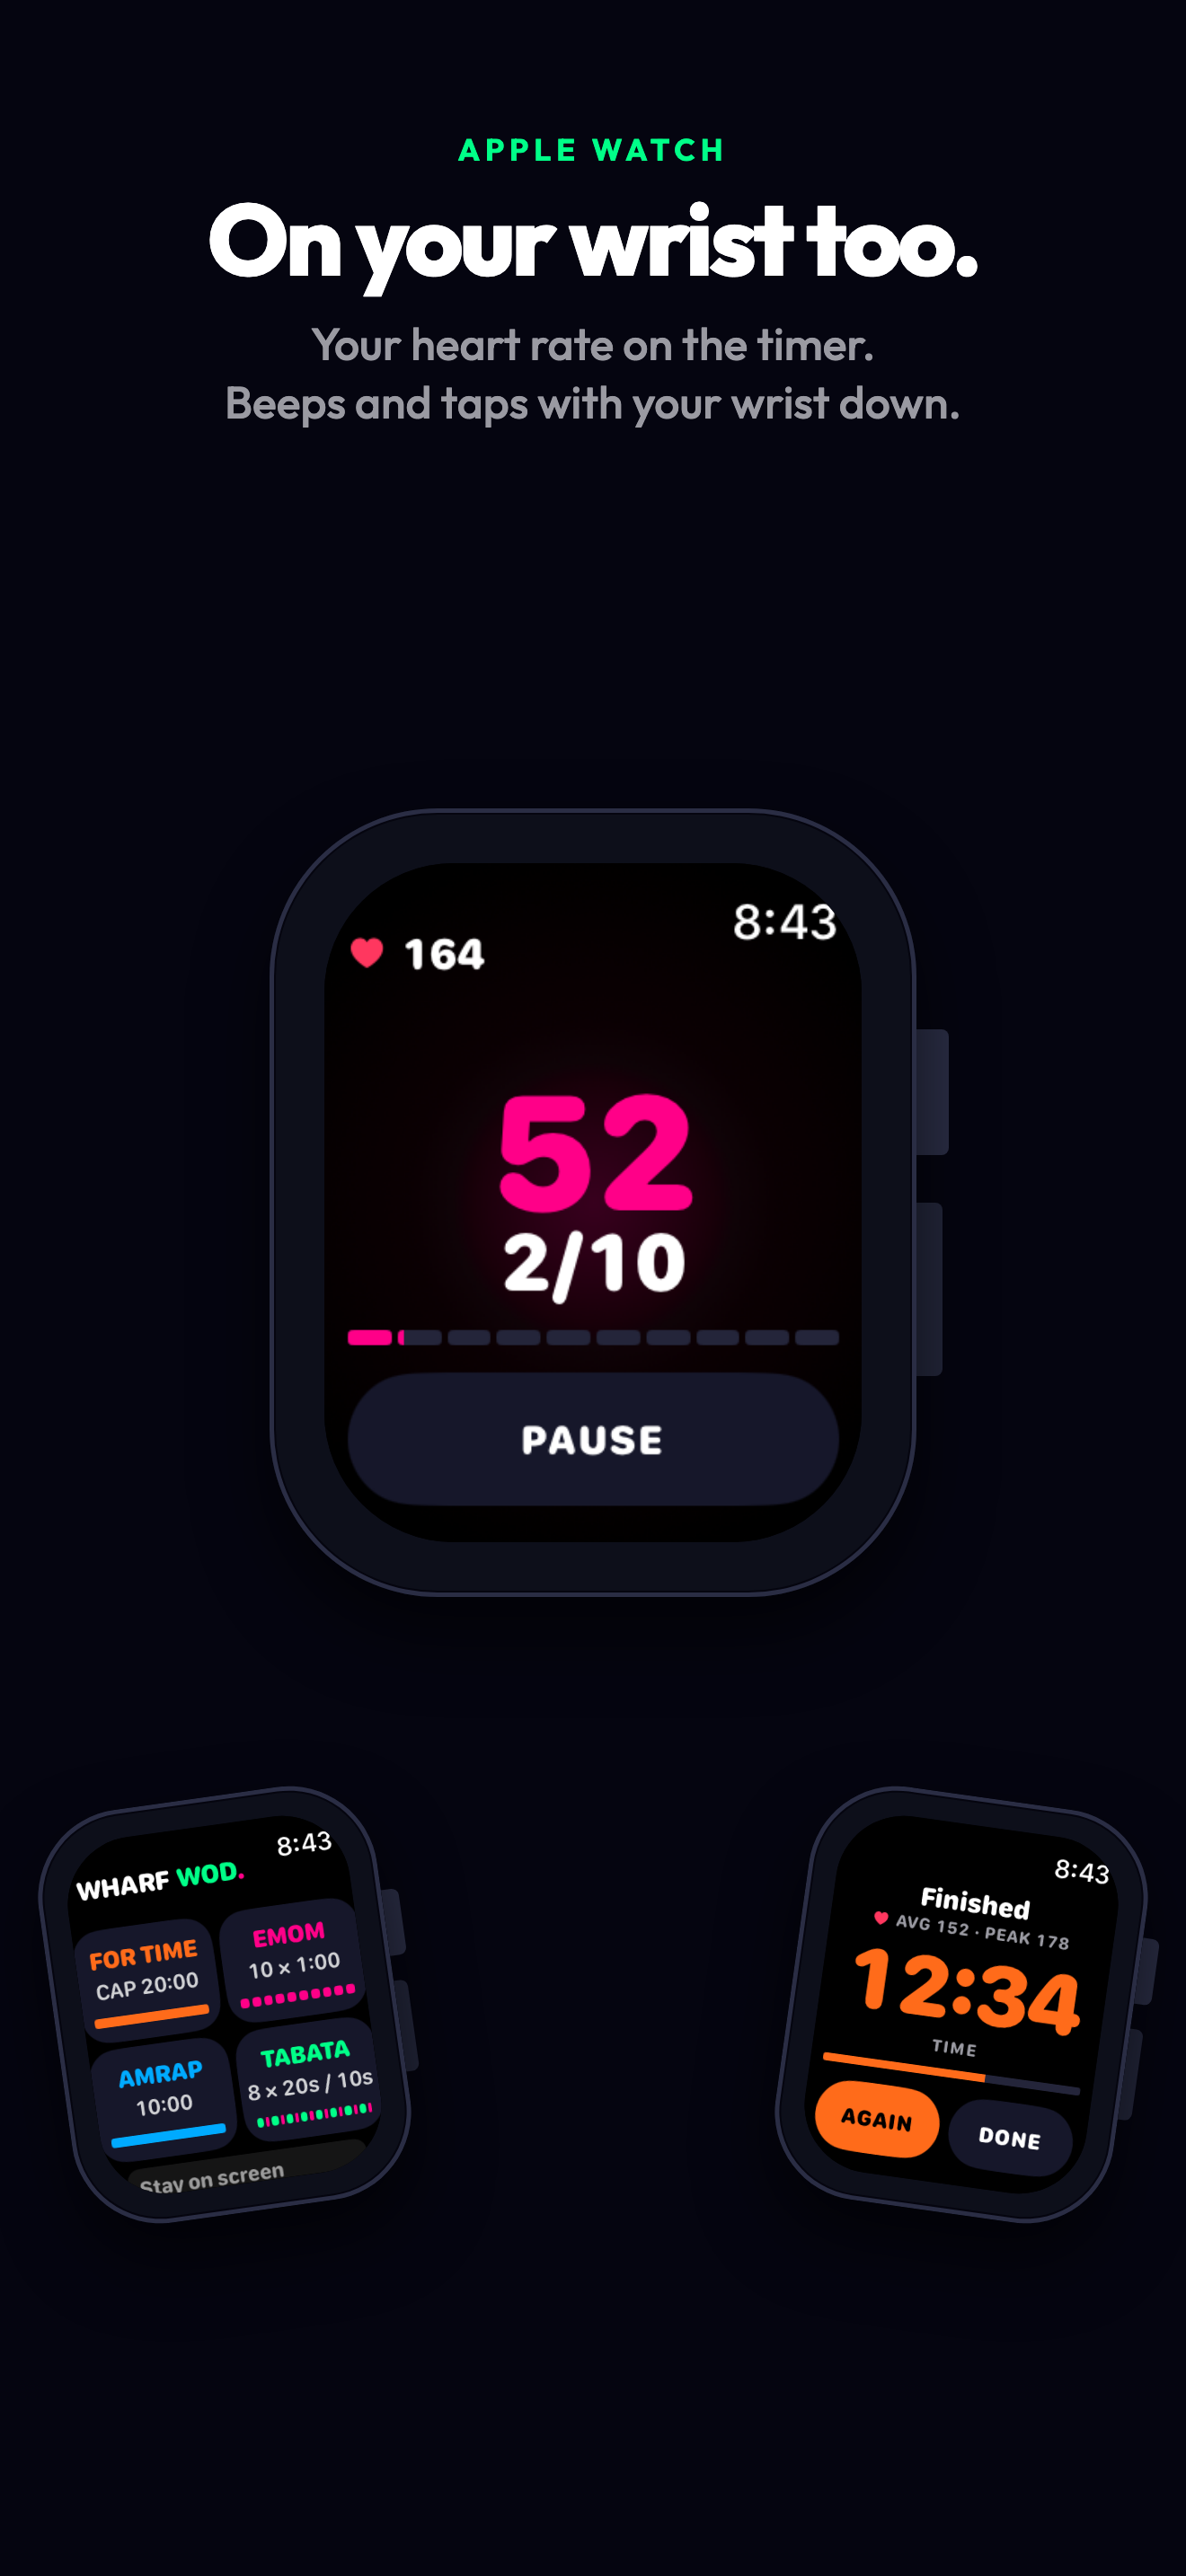 APPLE WATCH
On your wrist too.
Your heart rate on the timer.
Beeps and taps with your wrist down.
8:43
164
52
2/10
PAUSE
8:43
WHARF WOD.
FOR TIME
CAP 20:00
EMOM
10 × 1:00
AMRAP
10:00
TABATA
8 × 20s / 10s
Stay on screen
8:43
Finished
AVG 152 · PEAK 178
12:34
TIME
AGAIN
DONE